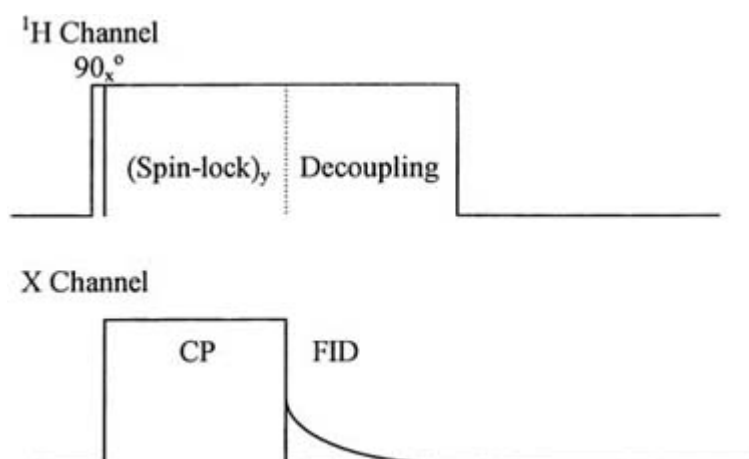 ¹H Channel
90ₓ°
(Spin-lock)ᵧ Decoupling
X Channel
CP FID